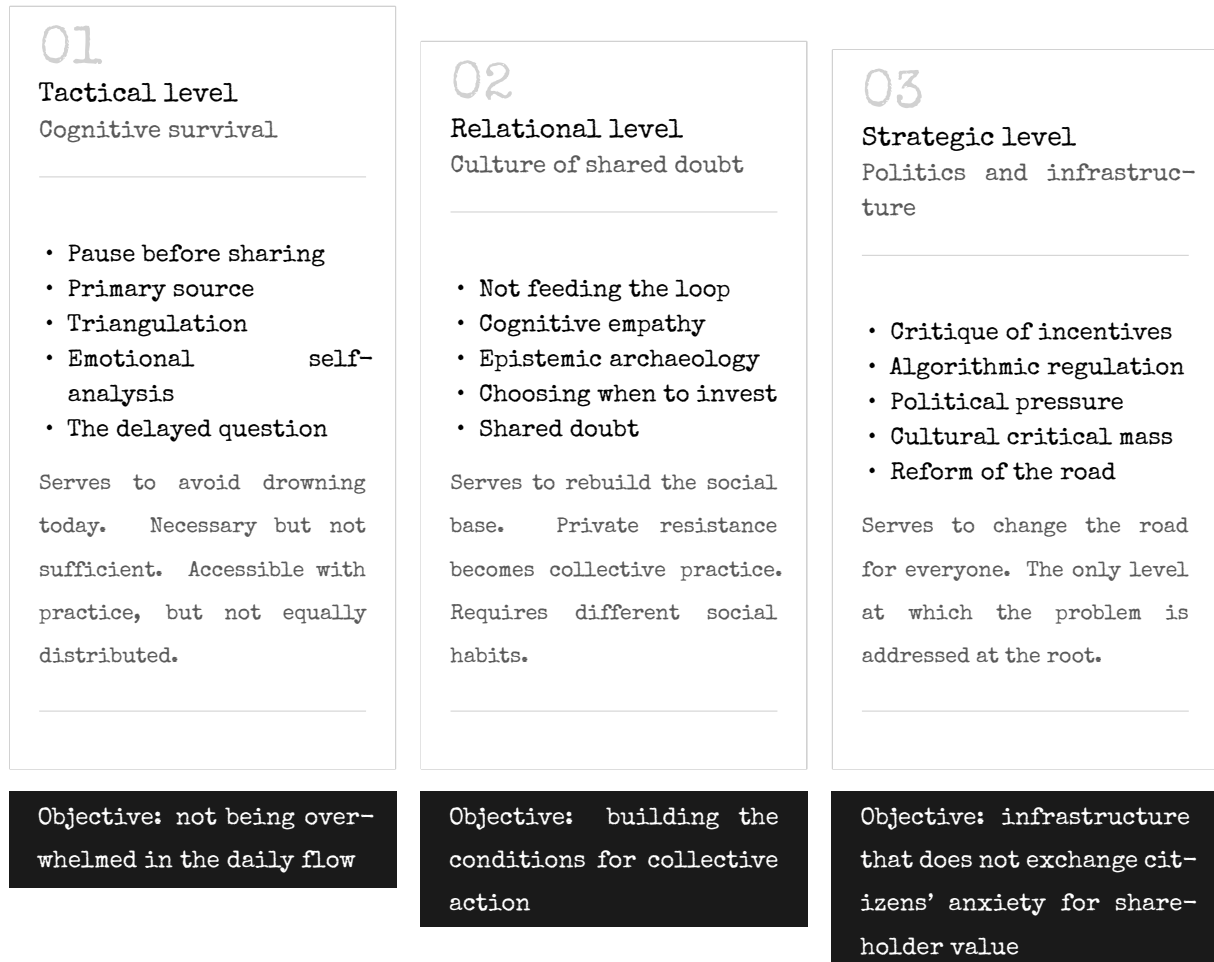 01
Tactical level
Cognitive survival
• Pause before sharing
• Primary source
• Triangulation
• Emotional self-
analysis
• The delayed question
Serves to avoid drowning
today. Necessary but not
sufficient. Accessible with
practice, but not equally
distributed.
Objective: not being over-
whelmed in the daily flow
02
Relational level
Culture of shared doubt
• Not feeding the loop
• Cognitive empathy
• Epistemic archaeology
• Choosing when to invest
• Shared doubt
Serves to rebuild the social
base. Private resistance
becomes collective practice.
Requires different social
habits.
Objective: building the
conditions for collective
action
03
Strategic level
Politics and infrastruc-
ture
• Critique of incentives
• Algorithmic regulation
• Political pressure
• Cultural critical mass
• Reform of the road
Serves to change the road
for everyone. The only level
at which the problem is
addressed at the root.
Objective: infrastructure
that does not exchange cit-
izens’ anxiety for share-
holder value